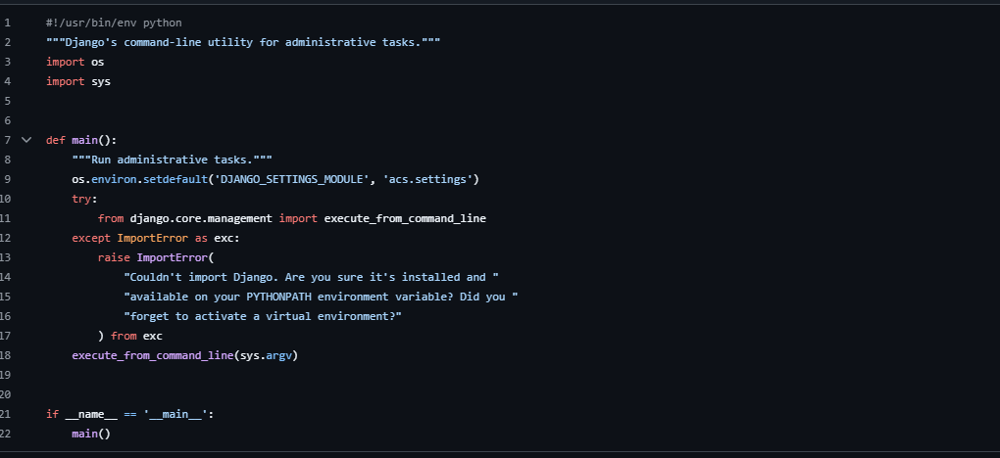 1 #!/usr/bin/env python
2 """Django's command-line utility for administrative tasks."""
3 import os
4 import sys
5
6
7 def main():
8     """Run administrative tasks."""
9     os.environ.setdefault('DJANGO_SETTINGS_MODULE', 'acs.settings')
10     try:
11         from django.core.management import execute_from_command_line
12     except ImportError as exc:
13         raise ImportError(
14             "Couldn't import Django. Are you sure it's installed and "
15             "available on your PYTHONPATH environment variable? Did you "
16             "forget to activate a virtual environment?"
17         ) from exc
18     execute_from_command_line(sys.argv)
19
20
21 if __name__ == '__main__':
22     main()